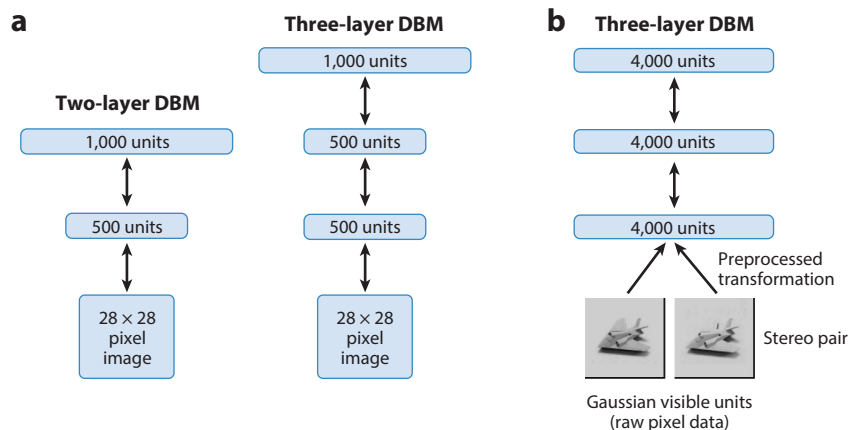 a
Two-layer DBM
1,000 units
500 units
28 × 28
pixel
image
Three-layer DBM
1,000 units
500 units
500 units
28 × 28
pixel
image
b
Three-layer DBM
4,000 units
4,000 units
4,000 units
Preprocessed
transformation
Stereo pair
Gaussian visible units
(raw pixel data)